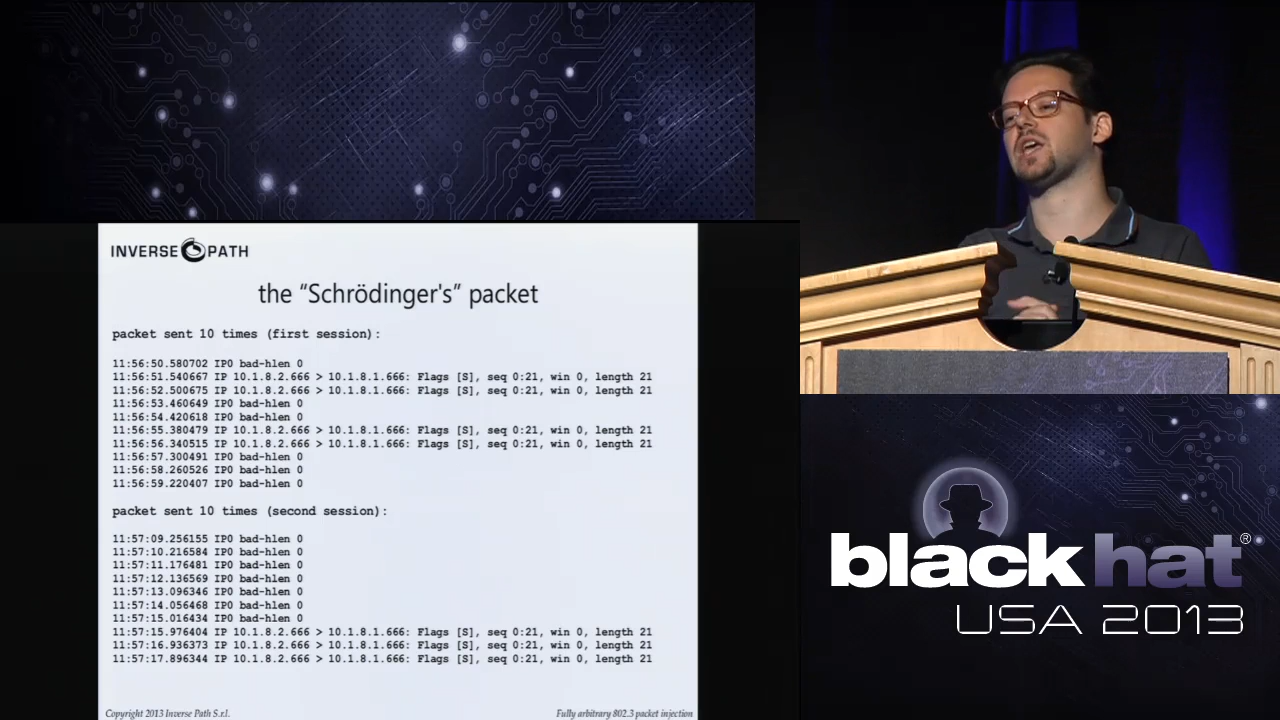 INVERSE PATH
the “Schrödinger's” packet
packet sent 10 times (first session):
11:56:50.580702 IP0 bad-hlen 0
11:56:51.540667 IP 10.1.8.2.666 > 10.1.8.1.666: Flags [S], seq 0:21, win 0, length 21
11:56:52.500675 IP 10.1.8.2.666 > 10.1.8.1.666: Flags [S], seq 0:21, win 0, length 21
11:56:53.460649 IP0 bad-hlen 0
11:56:54.420618 IP0 bad-hlen 0
11:56:55.380479 IP 10.1.8.2.666 > 10.1.8.1.666: Flags [S], seq 0:21, win 0, length 21
11:56:56.340515 IP 10.1.8.2.666 > 10.1.8.1.666: Flags [S], seq 0:21, win 0, length 21
11:56:57.300491 IP0 bad-hlen 0
11:56:58.260526 IP0 bad-hlen 0
11:56:59.220407 IP0 bad-hlen 0
packet sent 10 times (second session):
11:57:09.256155 IP0 bad-hlen 0
11:57:10.216584 IP0 bad-hlen 0
11:57:11.176481 IP0 bad-hlen 0
11:57:12.136569 IP0 bad-hlen 0
11:57:13.096346 IP0 bad-hlen 0
11:57:14.056468 IP0 bad-hlen 0
11:57:15.016434 IP0 bad-hlen 0
11:57:15.976404 IP 10.1.8.2.666 > 10.1.8.1.666: Flags [S], seq 0:21, win 0, length 21
11:57:16.936373 IP 10.1.8.2.666 > 10.1.8.1.666: Flags [S], seq 0:21, win 0, length 21
11:57:17.896344 IP 10.1.8.2.666 > 10.1.8.1.666: Flags [S], seq 0:21, win 0, length 21
Copyright 2013 Inverse Path S.r.l.
Fully arbitrary 802.3 packet injection
black hat®
USA 2013